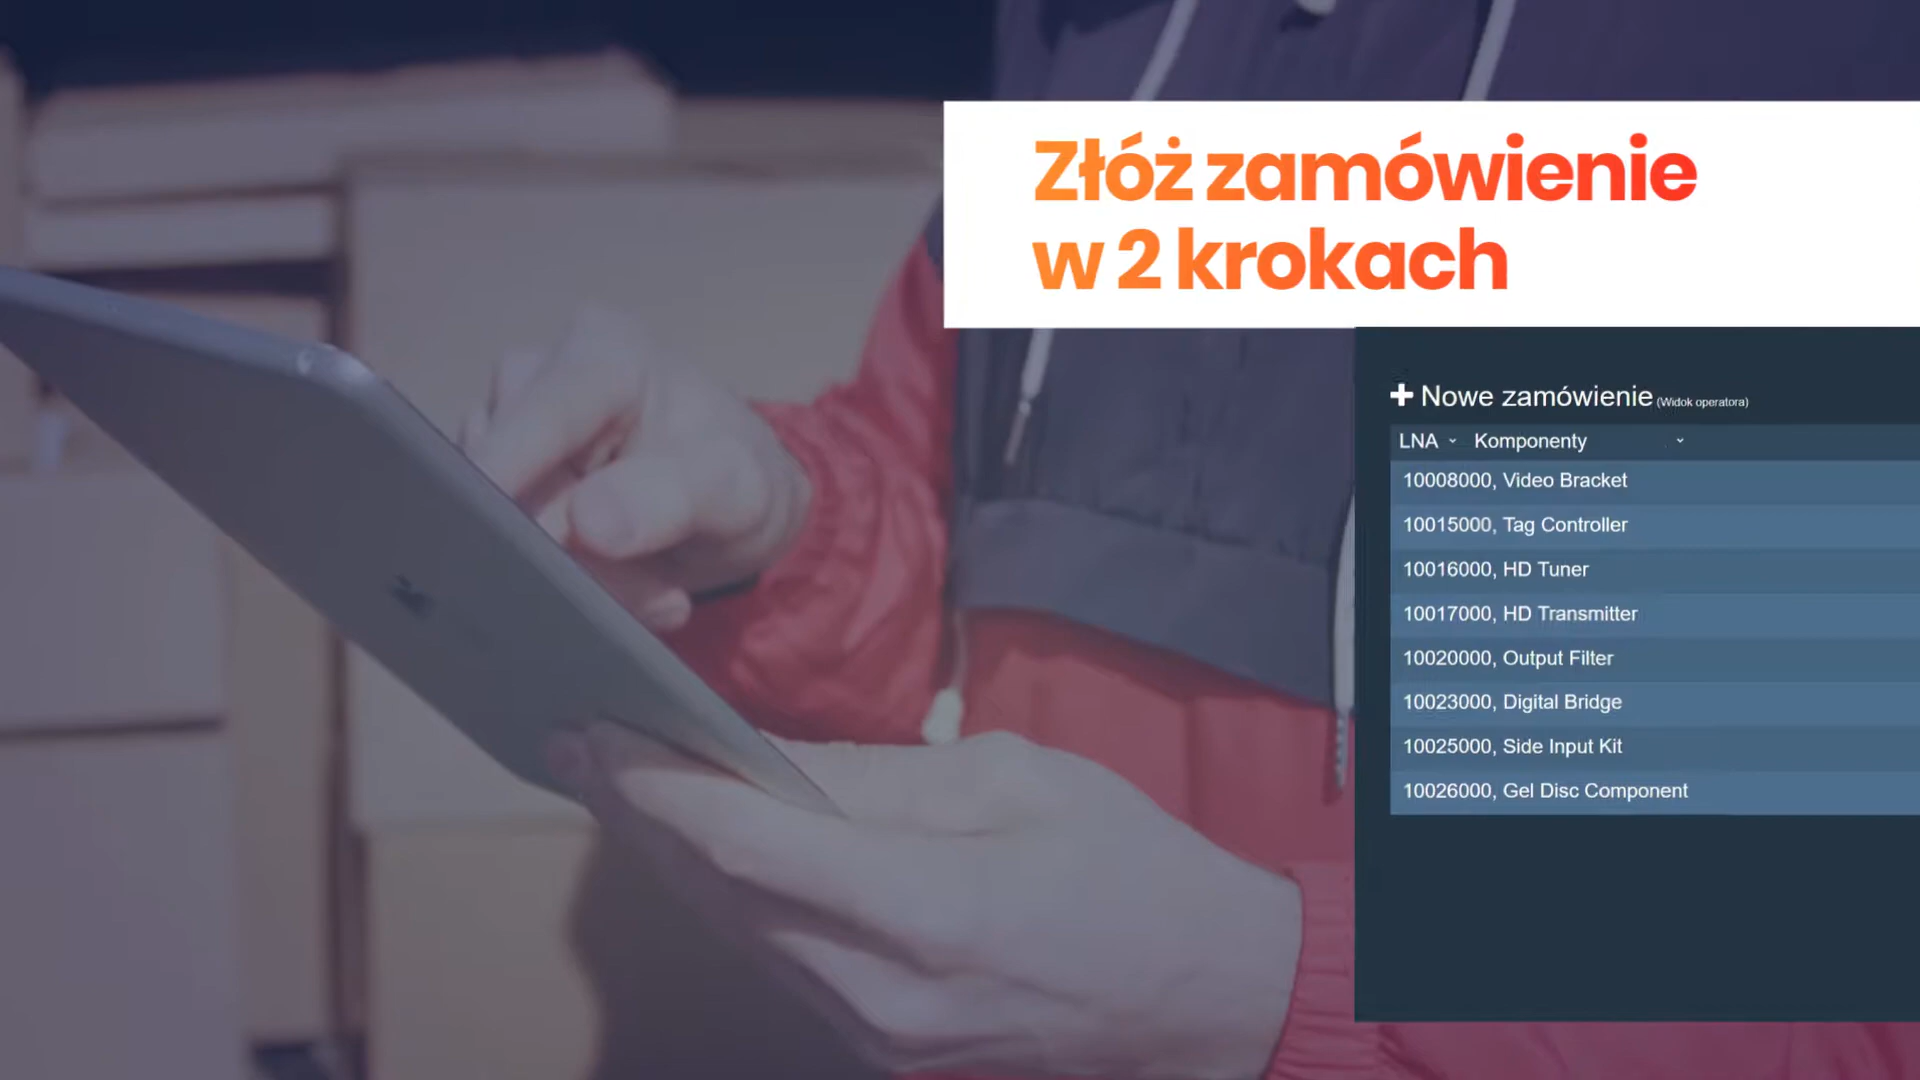 Złóż zamówienie
w 2 krokach
Nowe zamówienie (Widok operatora)
LNA Komponenty
10008000, Video Bracket
10015000, Tag Controller
10016000, HD Tuner
10017000, HD Transmitter
10020000, Output Filter
10023000, Digital Bridge
10025000, Side Input Kit
10026000, Gel Disc Component